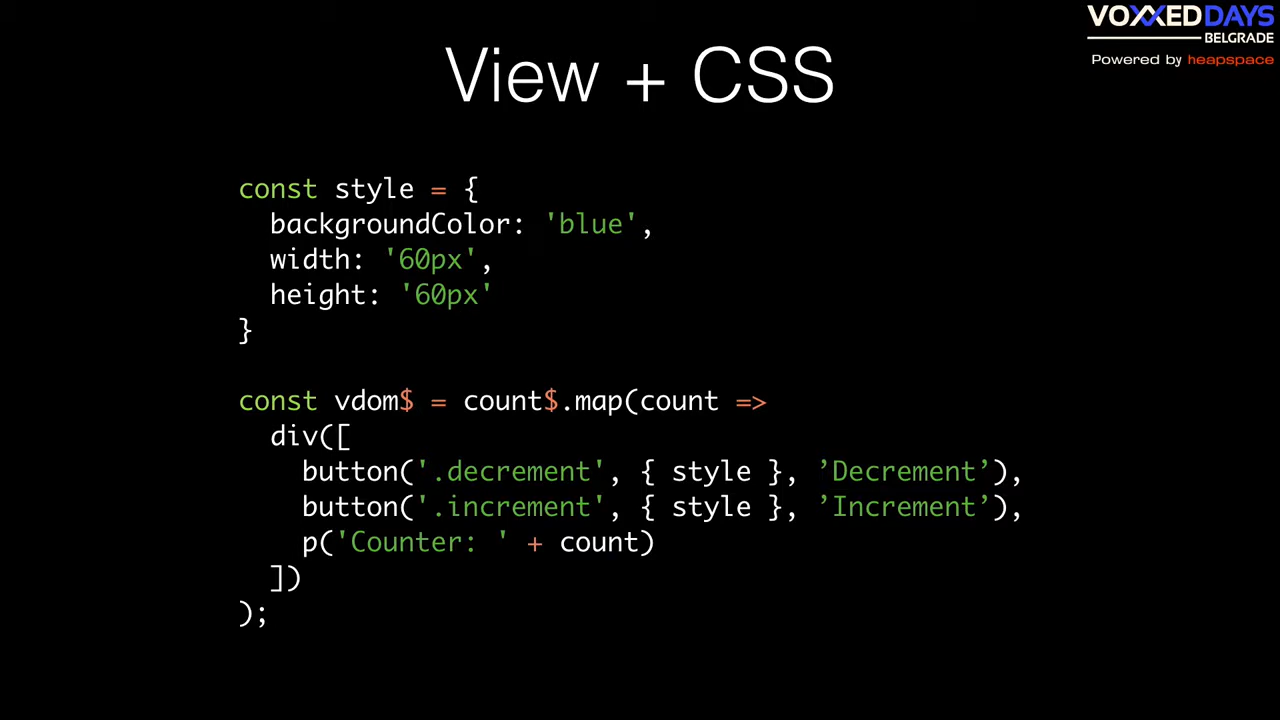 VOXXEDDAYS
BELGRADE
Powered by heapspace
View + CSS
const style = {
  backgroundColor: 'blue',
  width: '60px',
  height: '60px'
}
const vdom$ = count$.map(count =>
  div([
    button('.decrement', { style }, ’Decrement’),
    button('.increment', { style }, ’Increment’),
    p('Counter: ' + count)
  ])
);